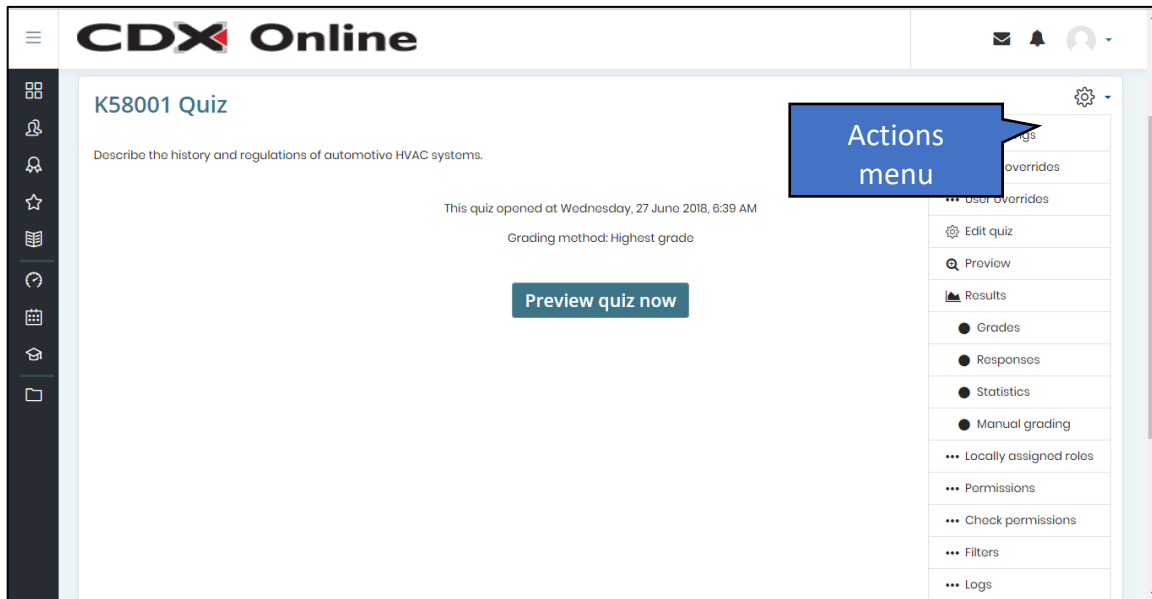 CDX Online
K58001 Quiz
Describe the history and regulations of automotive HVAC systems.
This quiz opened at Wednesday, 27 June 2018, 6:39 AM
Grading method: Highest grade
Preview quiz now
Actions
menu
overrides
User overrides
Edit quiz
Preview
Results
Grades
Responses
Statistics
Manual grading
Locally assigned roles
Permissions
Check permissions
Filters
Logs